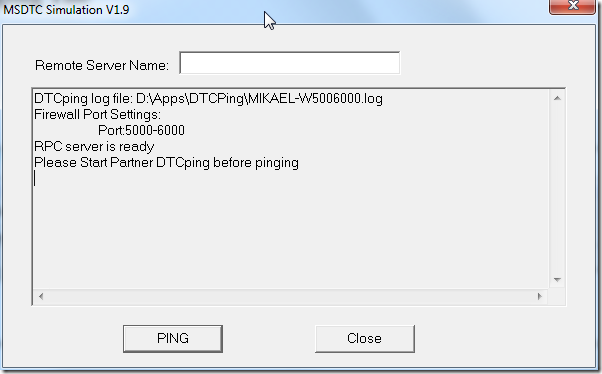 MSDTC Simulation V1.9
Remote Server Name:
DTCping log file: D:\Apps\DTCPing\MIKAEL-W5006000.log
Firewall Port Settings:
Port:5000-6000
RPC server is ready
Please Start Partner DTCping before pinging
PING
Close